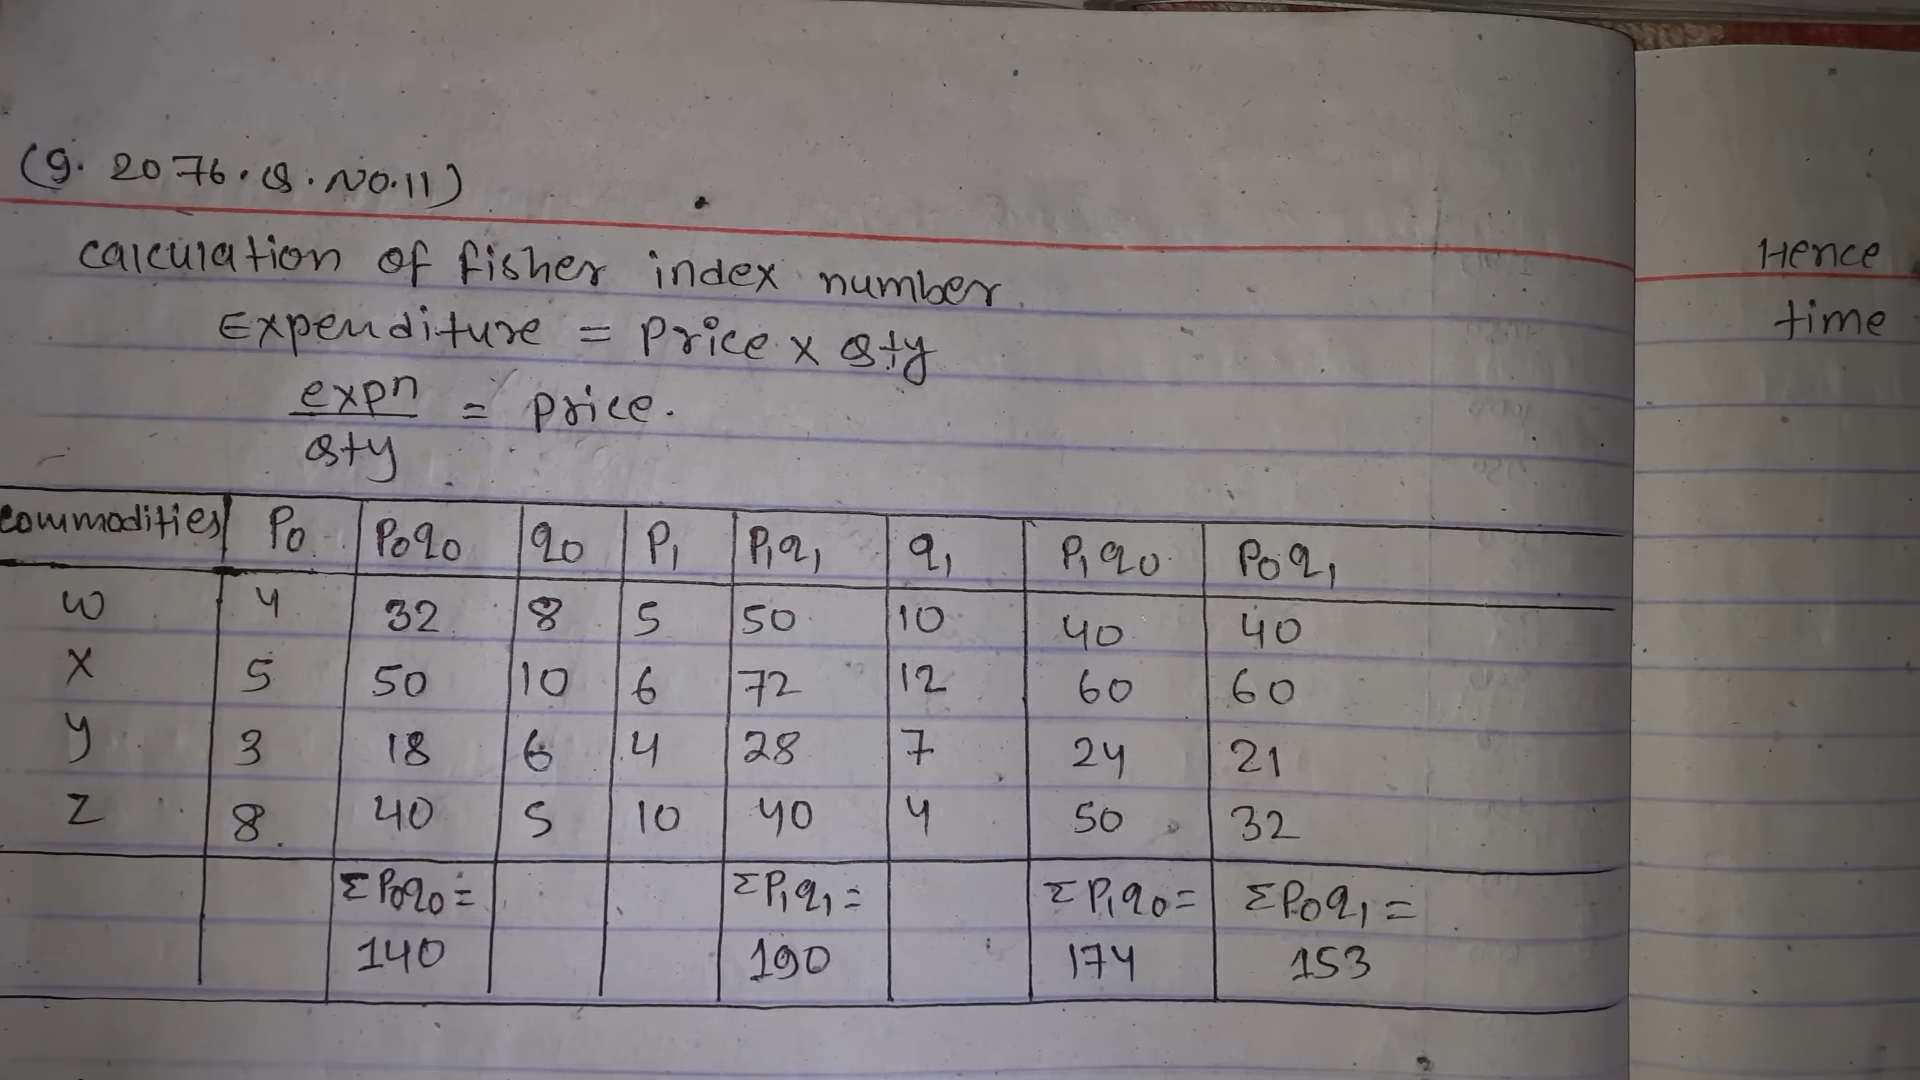 (g. 2076. Q. No.11)
calculation of fisher index number
Expenditure = Price x Qty
expn / Qty = price.
commodities P0 P0q0 q0 P1 P1q1 q1 P1q0 P0q1
W 4 32 8 5 50 10 40 40
X 5 50 10 6 72 12 60 60
Y 3 18 6 4 28 7 24 21
Z 8 40 5 10 40 4 50 32
ΣP0q0 = ΣP1q1 = ΣP1q0 = ΣP0q1 =
140 190 174 153
Hence
time